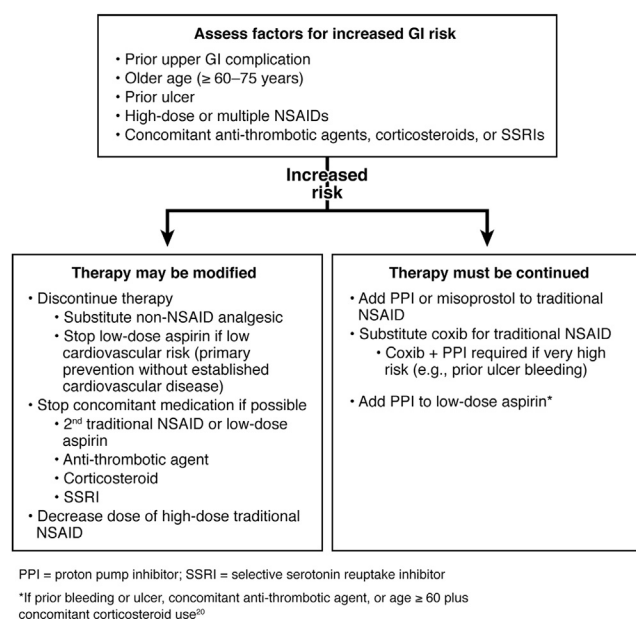 Assess factors for increased GI risk
• Prior upper GI complication
• Older age (≥ 60–75 years)
• Prior ulcer
• High-dose or multiple NSAIDs
• Concomitant anti-thrombotic agents, corticosteroids, or SSRIs
Increased
risk
Therapy may be modified
• Discontinue therapy
• Substitute non-NSAID analgesic
• Stop low-dose aspirin if low
cardiovascular risk (primary
prevention without established
cardiovascular disease)
• Stop concomitant medication if possible
• 2nd traditional NSAID or low-dose
aspirin
• Anti-thrombotic agent
• Corticosteroid
• SSRI
• Decrease dose of high-dose traditional
NSAID
Therapy must be continued
• Add PPI or misoprostol to traditional
NSAID
• Substitute coxib for traditional NSAID
• Coxib + PPI required if very high
risk (e.g., prior ulcer bleeding)
• Add PPI to low-dose aspirin*
PPI = proton pump inhibitor; SSRI = selective serotonin reuptake inhibitor
*If prior bleeding or ulcer, concomitant anti-thrombotic agent, or age ≥ 60 plus
concomitant corticosteroid use20